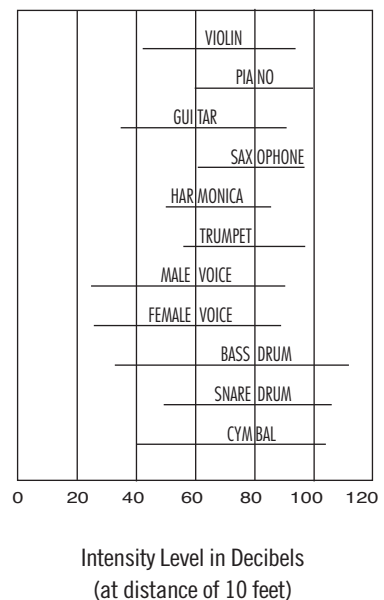 VIOLIN
PIANO
GUITAR
SAXOPHONE
HARMONICA
TRUMPET
MALE VOICE
FEMALE VOICE
BASS DRUM
SNARE DRUM
CYMBAL
0 20 40 60 80 100 120
Intensity Level in Decibels
(at distance of 10 feet)